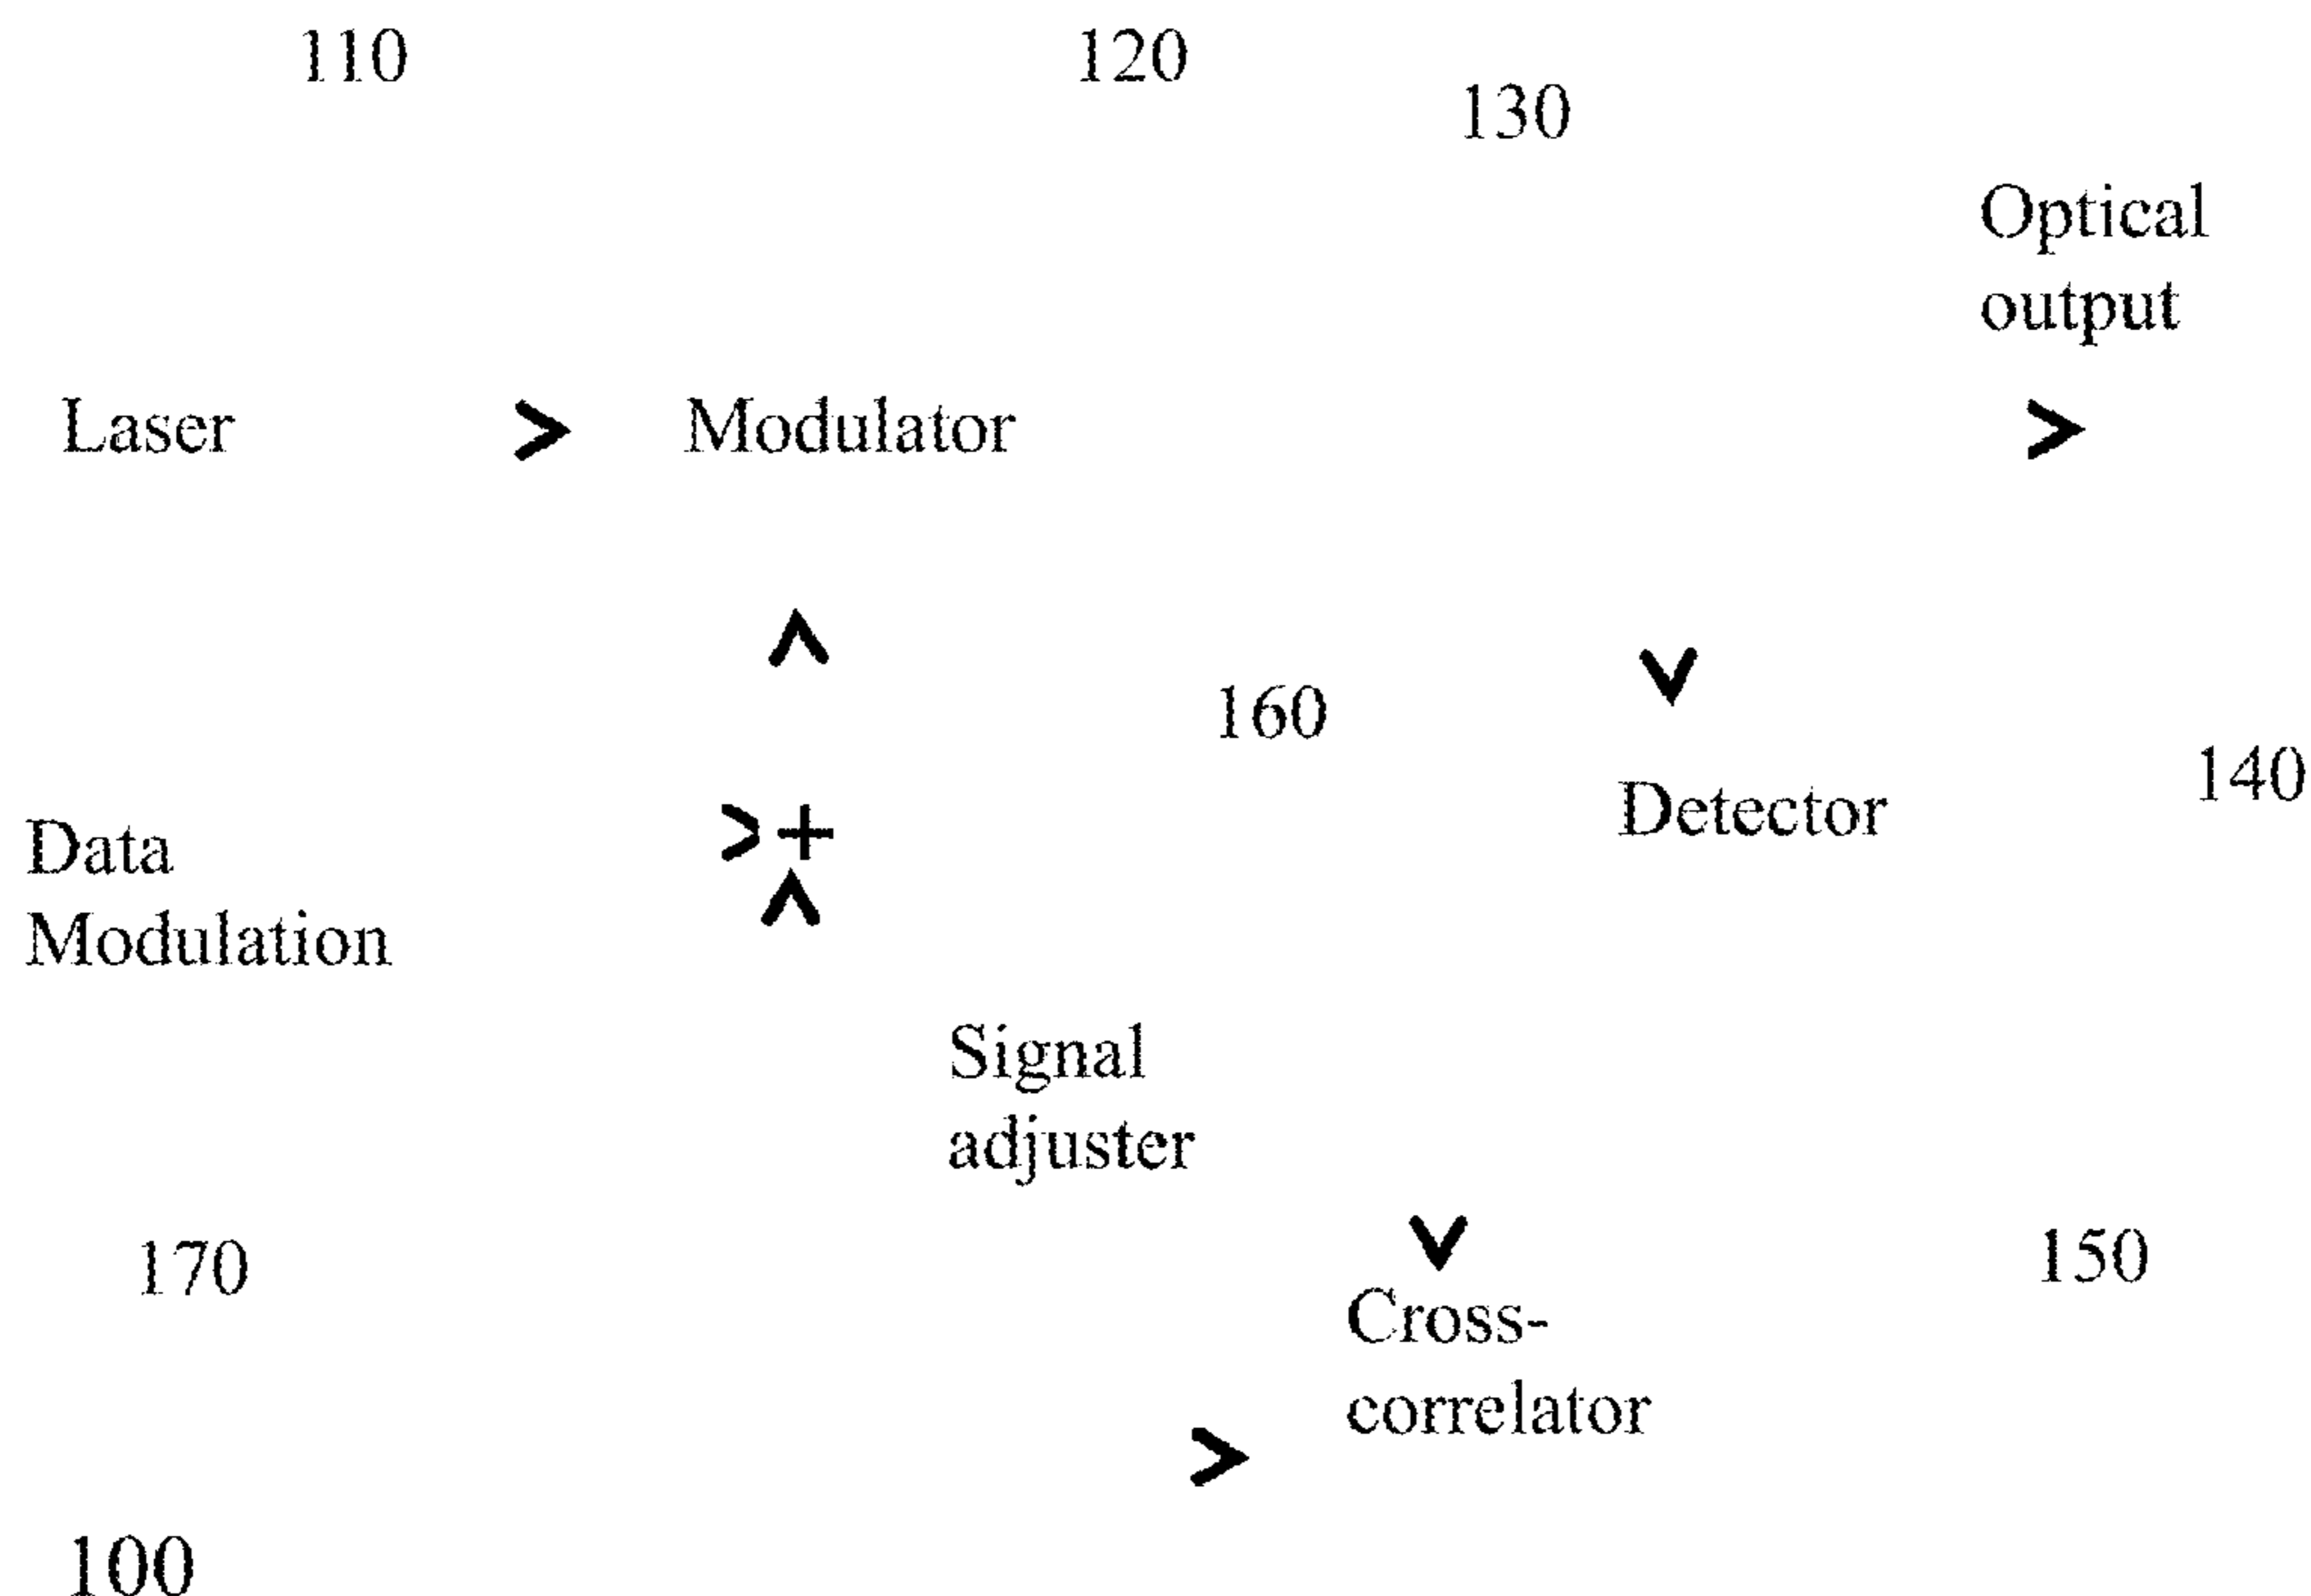 110
120
130
Optical
output
Laser
Modulator
160
140
Detector
+
Data
Modulation
Signal
adjuster
170
150
Cross-
correlator
100